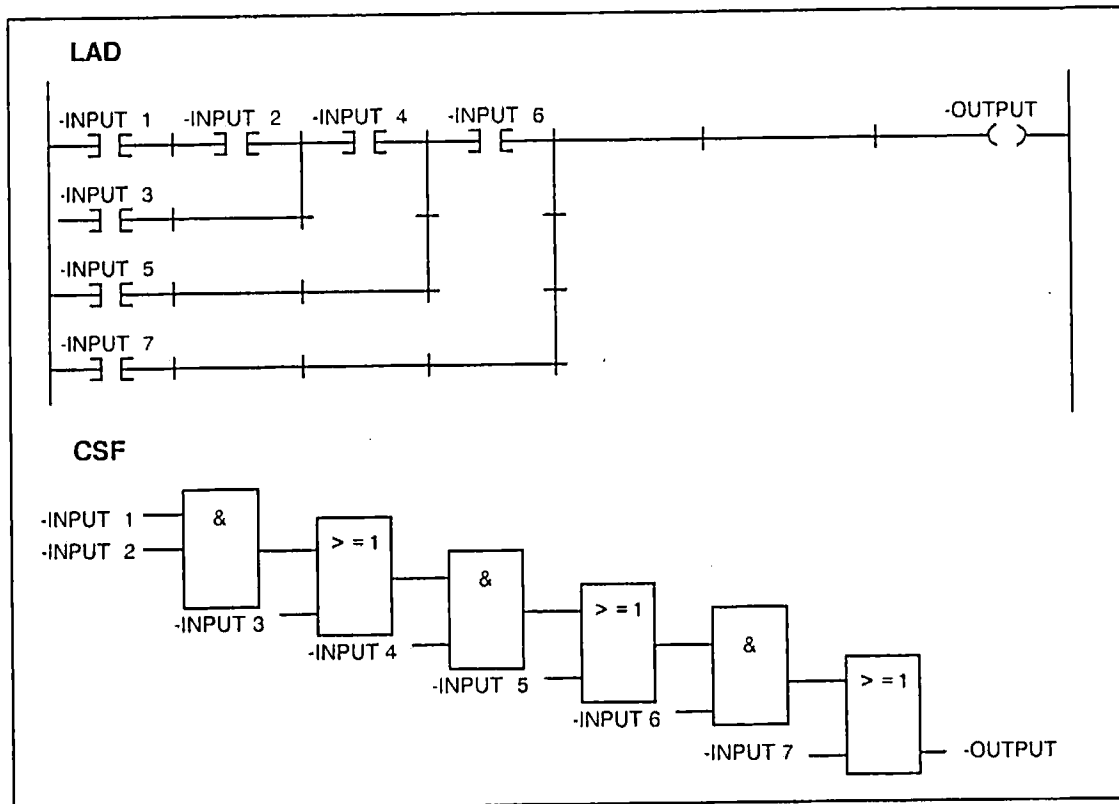 LAD
-INPUT 1 -INPUT 2 -INPUT 4 -INPUT 6 -OUTPUT
-INPUT 3
-INPUT 5
-INPUT 7
CSF
-INPUT 1
-INPUT 2
&
-INPUT 3
> = 1
-INPUT 4
&
-INPUT 5
> = 1
-INPUT 6
&
-INPUT 7
> = 1
-OUTPUT